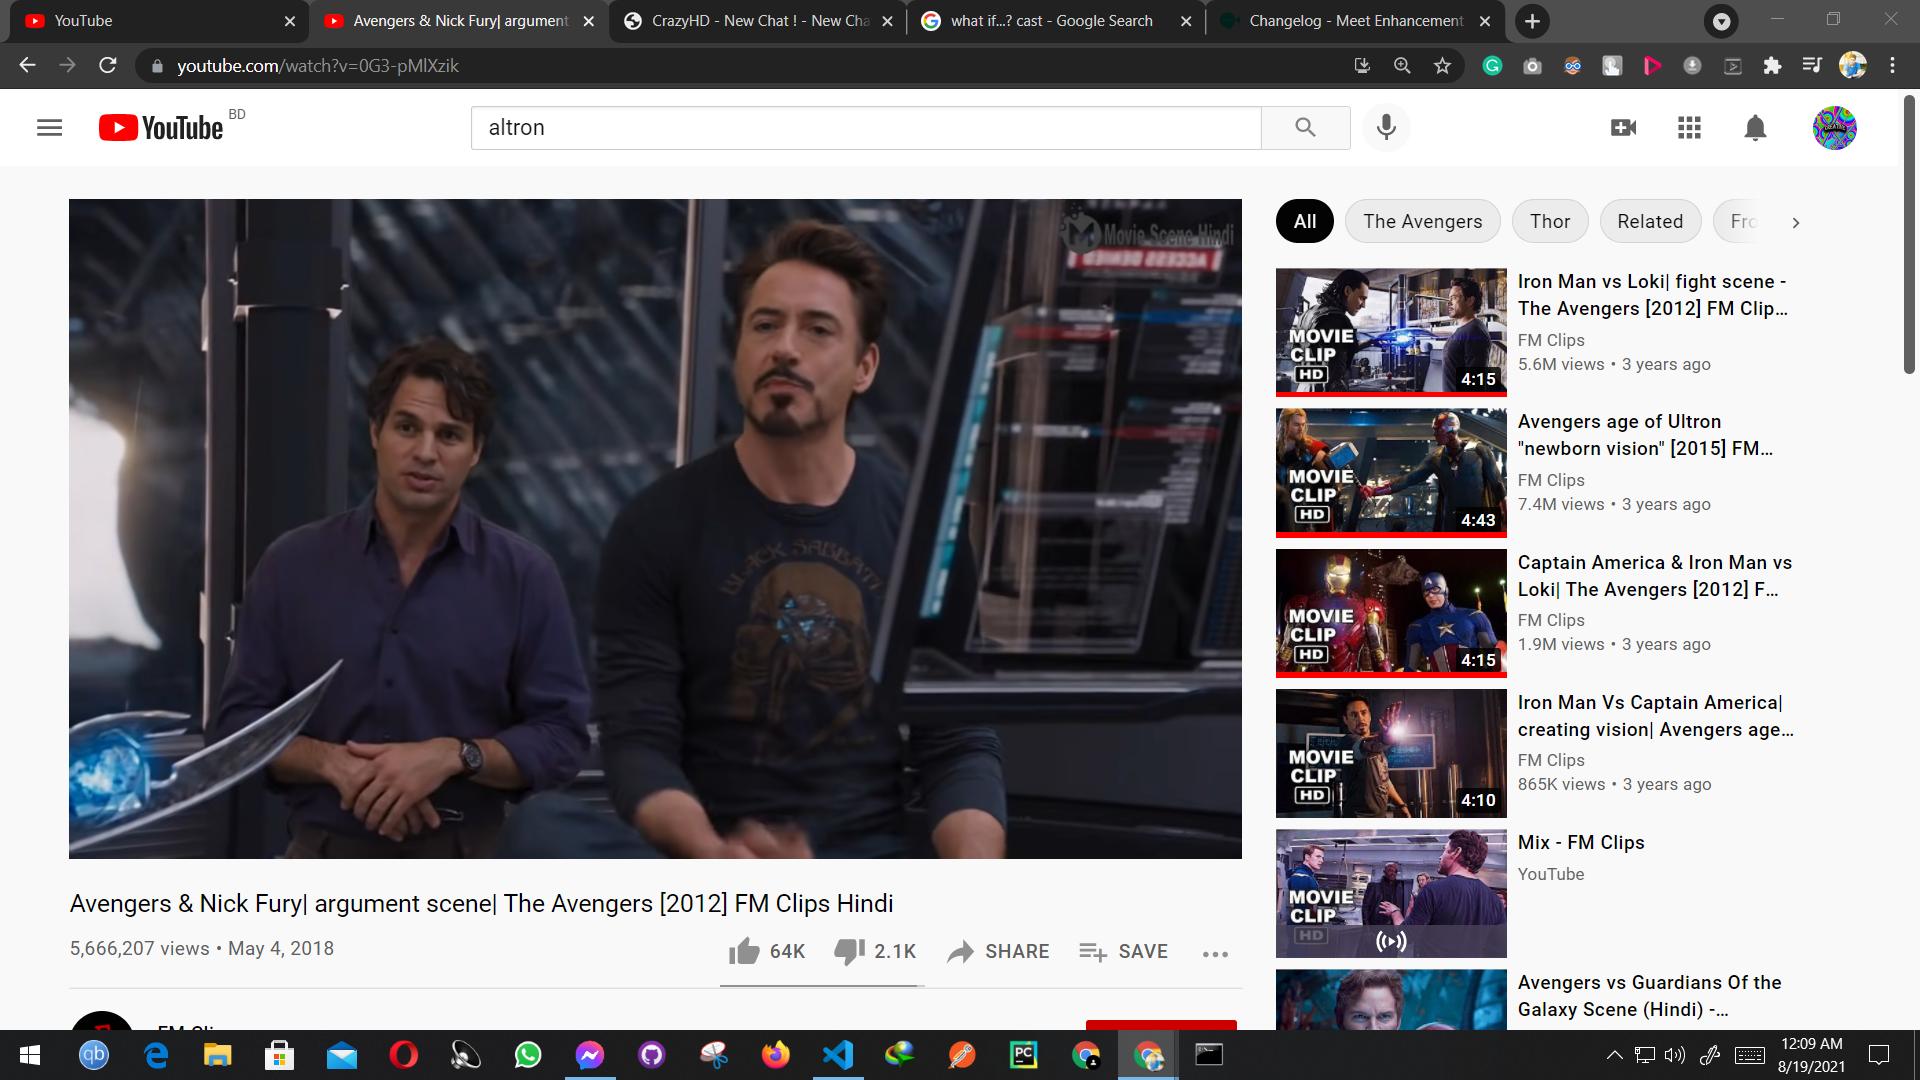 YouTube
Avengers & Nick Fury| argument
CrazyHD - New Chat ! - New Cha
what if...? cast - Google Search
Changelog - Meet Enhancement
youtube.com/watch?v=0G3-pMlXzik
YouTube BD
altron
Movie Scene Hindi
ACCESS DENIED
BLACK SABBATH
All
The Avengers
Thor
Related
Fro
MOVIE CLIP HD
4:15
Iron Man vs Loki| fight scene -
The Avengers [2012] FM Clip...
FM Clips
5.6M views • 3 years ago
MOVIE CLIP HD
4:43
Avengers age of Ultron
"newborn vision" [2015] FM...
FM Clips
7.4M views • 3 years ago
MOVIE CLIP HD
4:15
Captain America & Iron Man vs
Loki| The Avengers [2012] F...
FM Clips
1.9M views • 3 years ago
MOVIE CLIP HD
4:10
Iron Man Vs Captain America|
creating vision| Avengers age...
FM Clips
865K views • 3 years ago
MOVIE CLIP HD
Mix - FM Clips
YouTube
Avengers vs Guardians Of the
Galaxy Scene (Hindi) -...
Avengers & Nick Fury| argument scene| The Avengers [2012] FM Clips Hindi
5,666,207 views • May 4, 2018
64K
2.1K
SHARE
SAVE
qb
PC
12:09 AM
8/19/2021